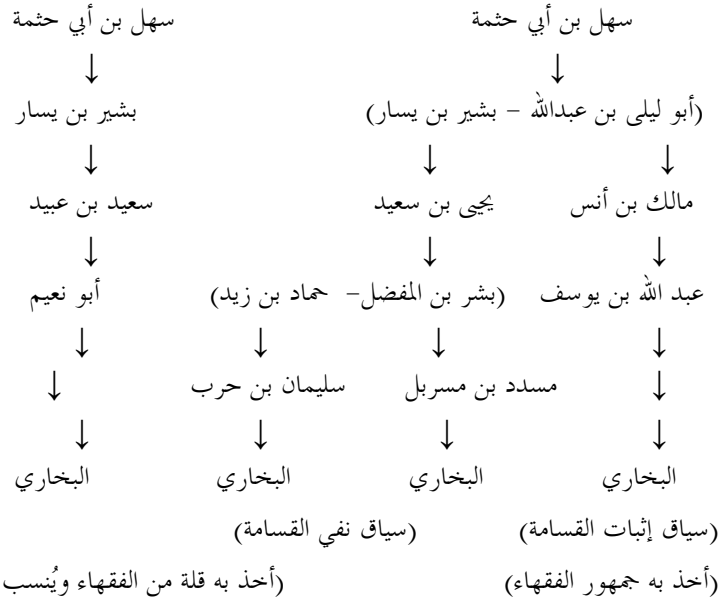 سهل بن أبي حثمة سهل بن أبي حثمة
↓ ↓
(أبو ليلى بن عبدالله – بشير بن يسار) بشير بن يسار
↓ ↓ ↓
مالك بن أنس يحيى بن سعيد سعيد بن عبيد
↓ ↓ ↓
عبد الله بن يوسف (بشر بن المفضل– حماد بن زيد) أبو نعيم
↓ ↓ ↓ ↓
↓ مسدد بن مسربل سليمان بن حرب ↓
↓ ↓ ↓ ↓
البخاري البخاري البخاري البخاري
(سياق إثبات القسامة) (سياق نفي القسامة)
(أخذ به جمهور الفقهاء) (أخذ به قلة من الفقهاء ويُنسب